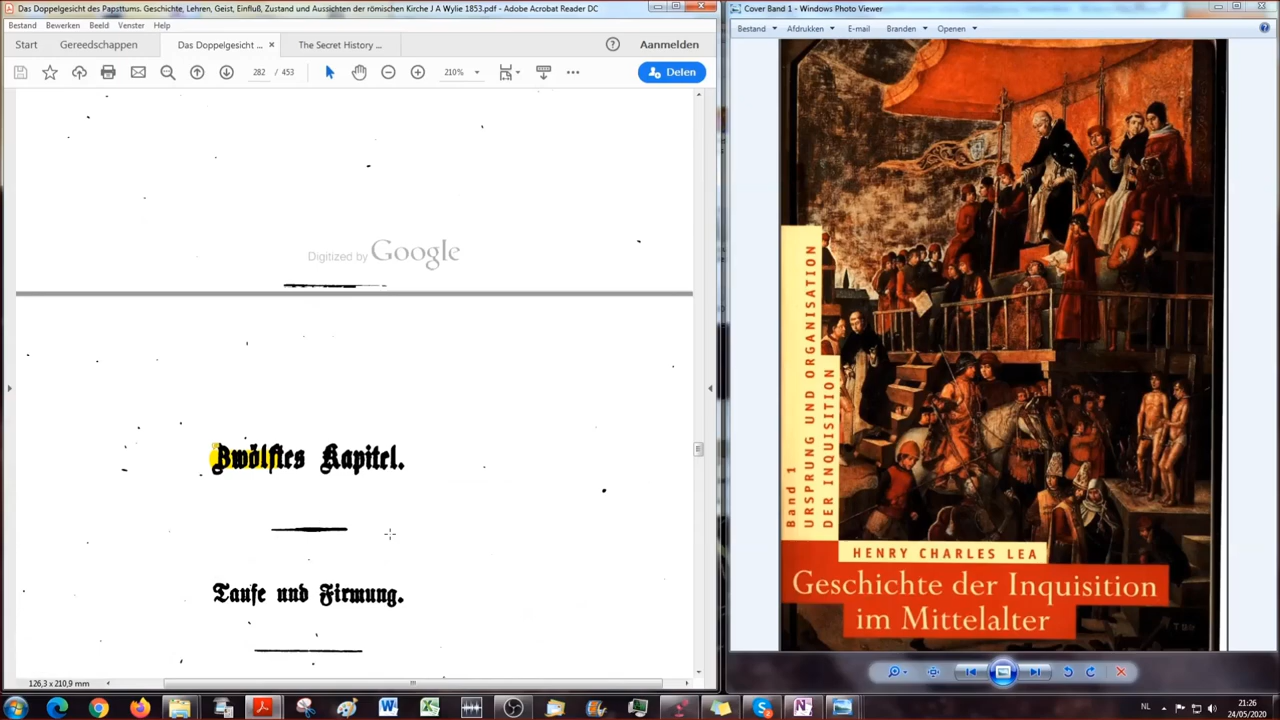 Das Doppelgesicht des Papsttums. Geschichte, Lehren, Geist, Einfluß, Zustand und Aussichten der römischen Kirche J A Wylie 1853.pdf - Adobe Acrobat Reader DC
Bestand Bewerken Beeld Venster Help
Start Gereedschappen Das Doppelgesicht ... × The Secret History ... Aanmelden
282 / 453 210% Delen
Digitized by Google
Zwölftes Kapitel.
Taufe und Firmung.
126,3 x 210,9 mm
Cover Band 1 - Windows Photo Viewer
Bestand Afdrukken E-mail Branden Openen
Band 1
URSPRUNG UND ORGANISATION
DER INQUISITION
HENRY CHARLES LEA
Geschichte der Inquisition
im Mittelalter
NL 21:26
24/05/2020